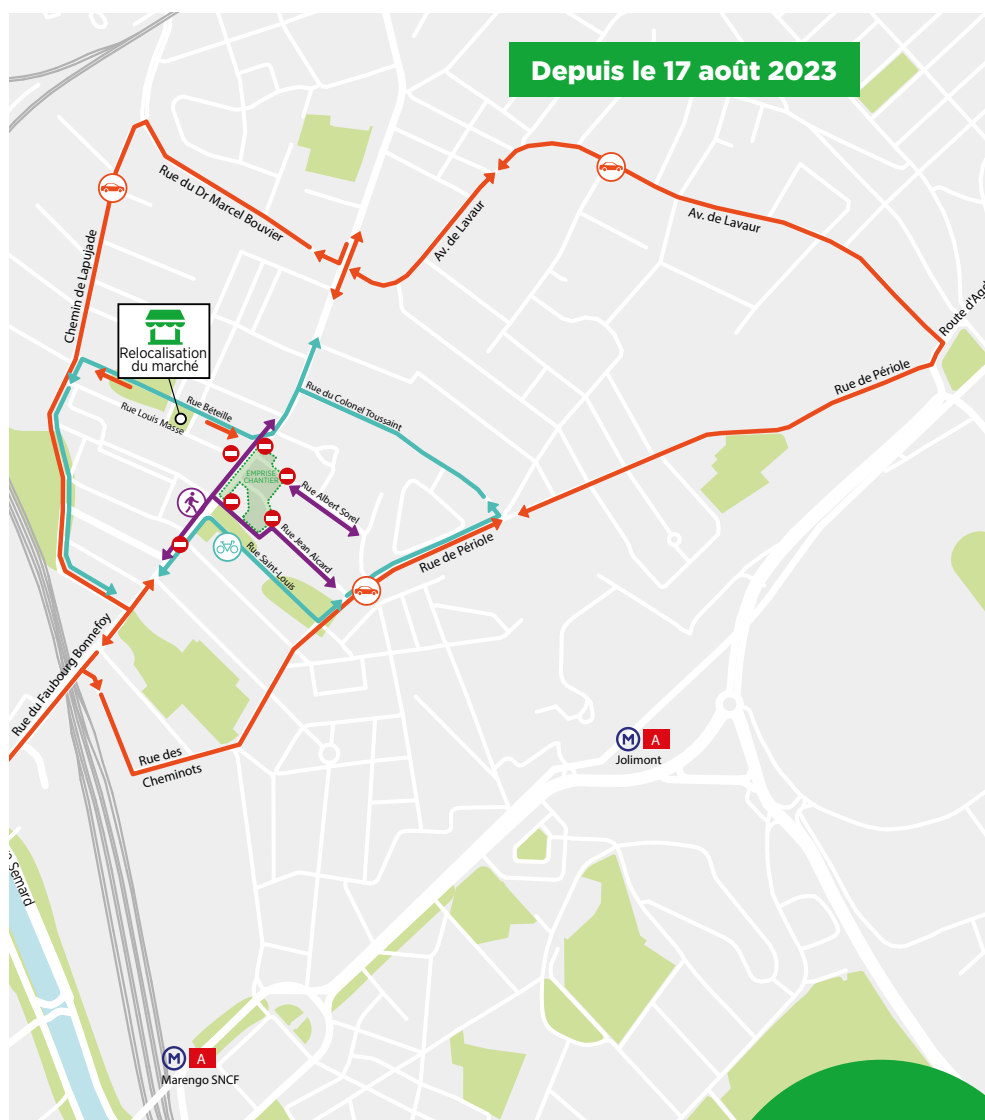 Depuis le 17 août 2023
Rue du Dr Marcel Bouvier
Av. de Lavaur
Av. de Lavaur
Chemin de Lapujade
Route d'Ag
Relocalisation
du marché
Rue de Périole
Rue Béteille
Rue Louis Masse
Rue du Colonel Toussaint
EMPRISE
CHANTIER
Rue Albert Sorel
Rue Jean Aicard
Rue Saint-Louis
Rue de Périole
Rue du Faubourg Bonnefoy
Rue des
Cheminots
M A
Jolimont
Semard
M A
Marengo SNCF